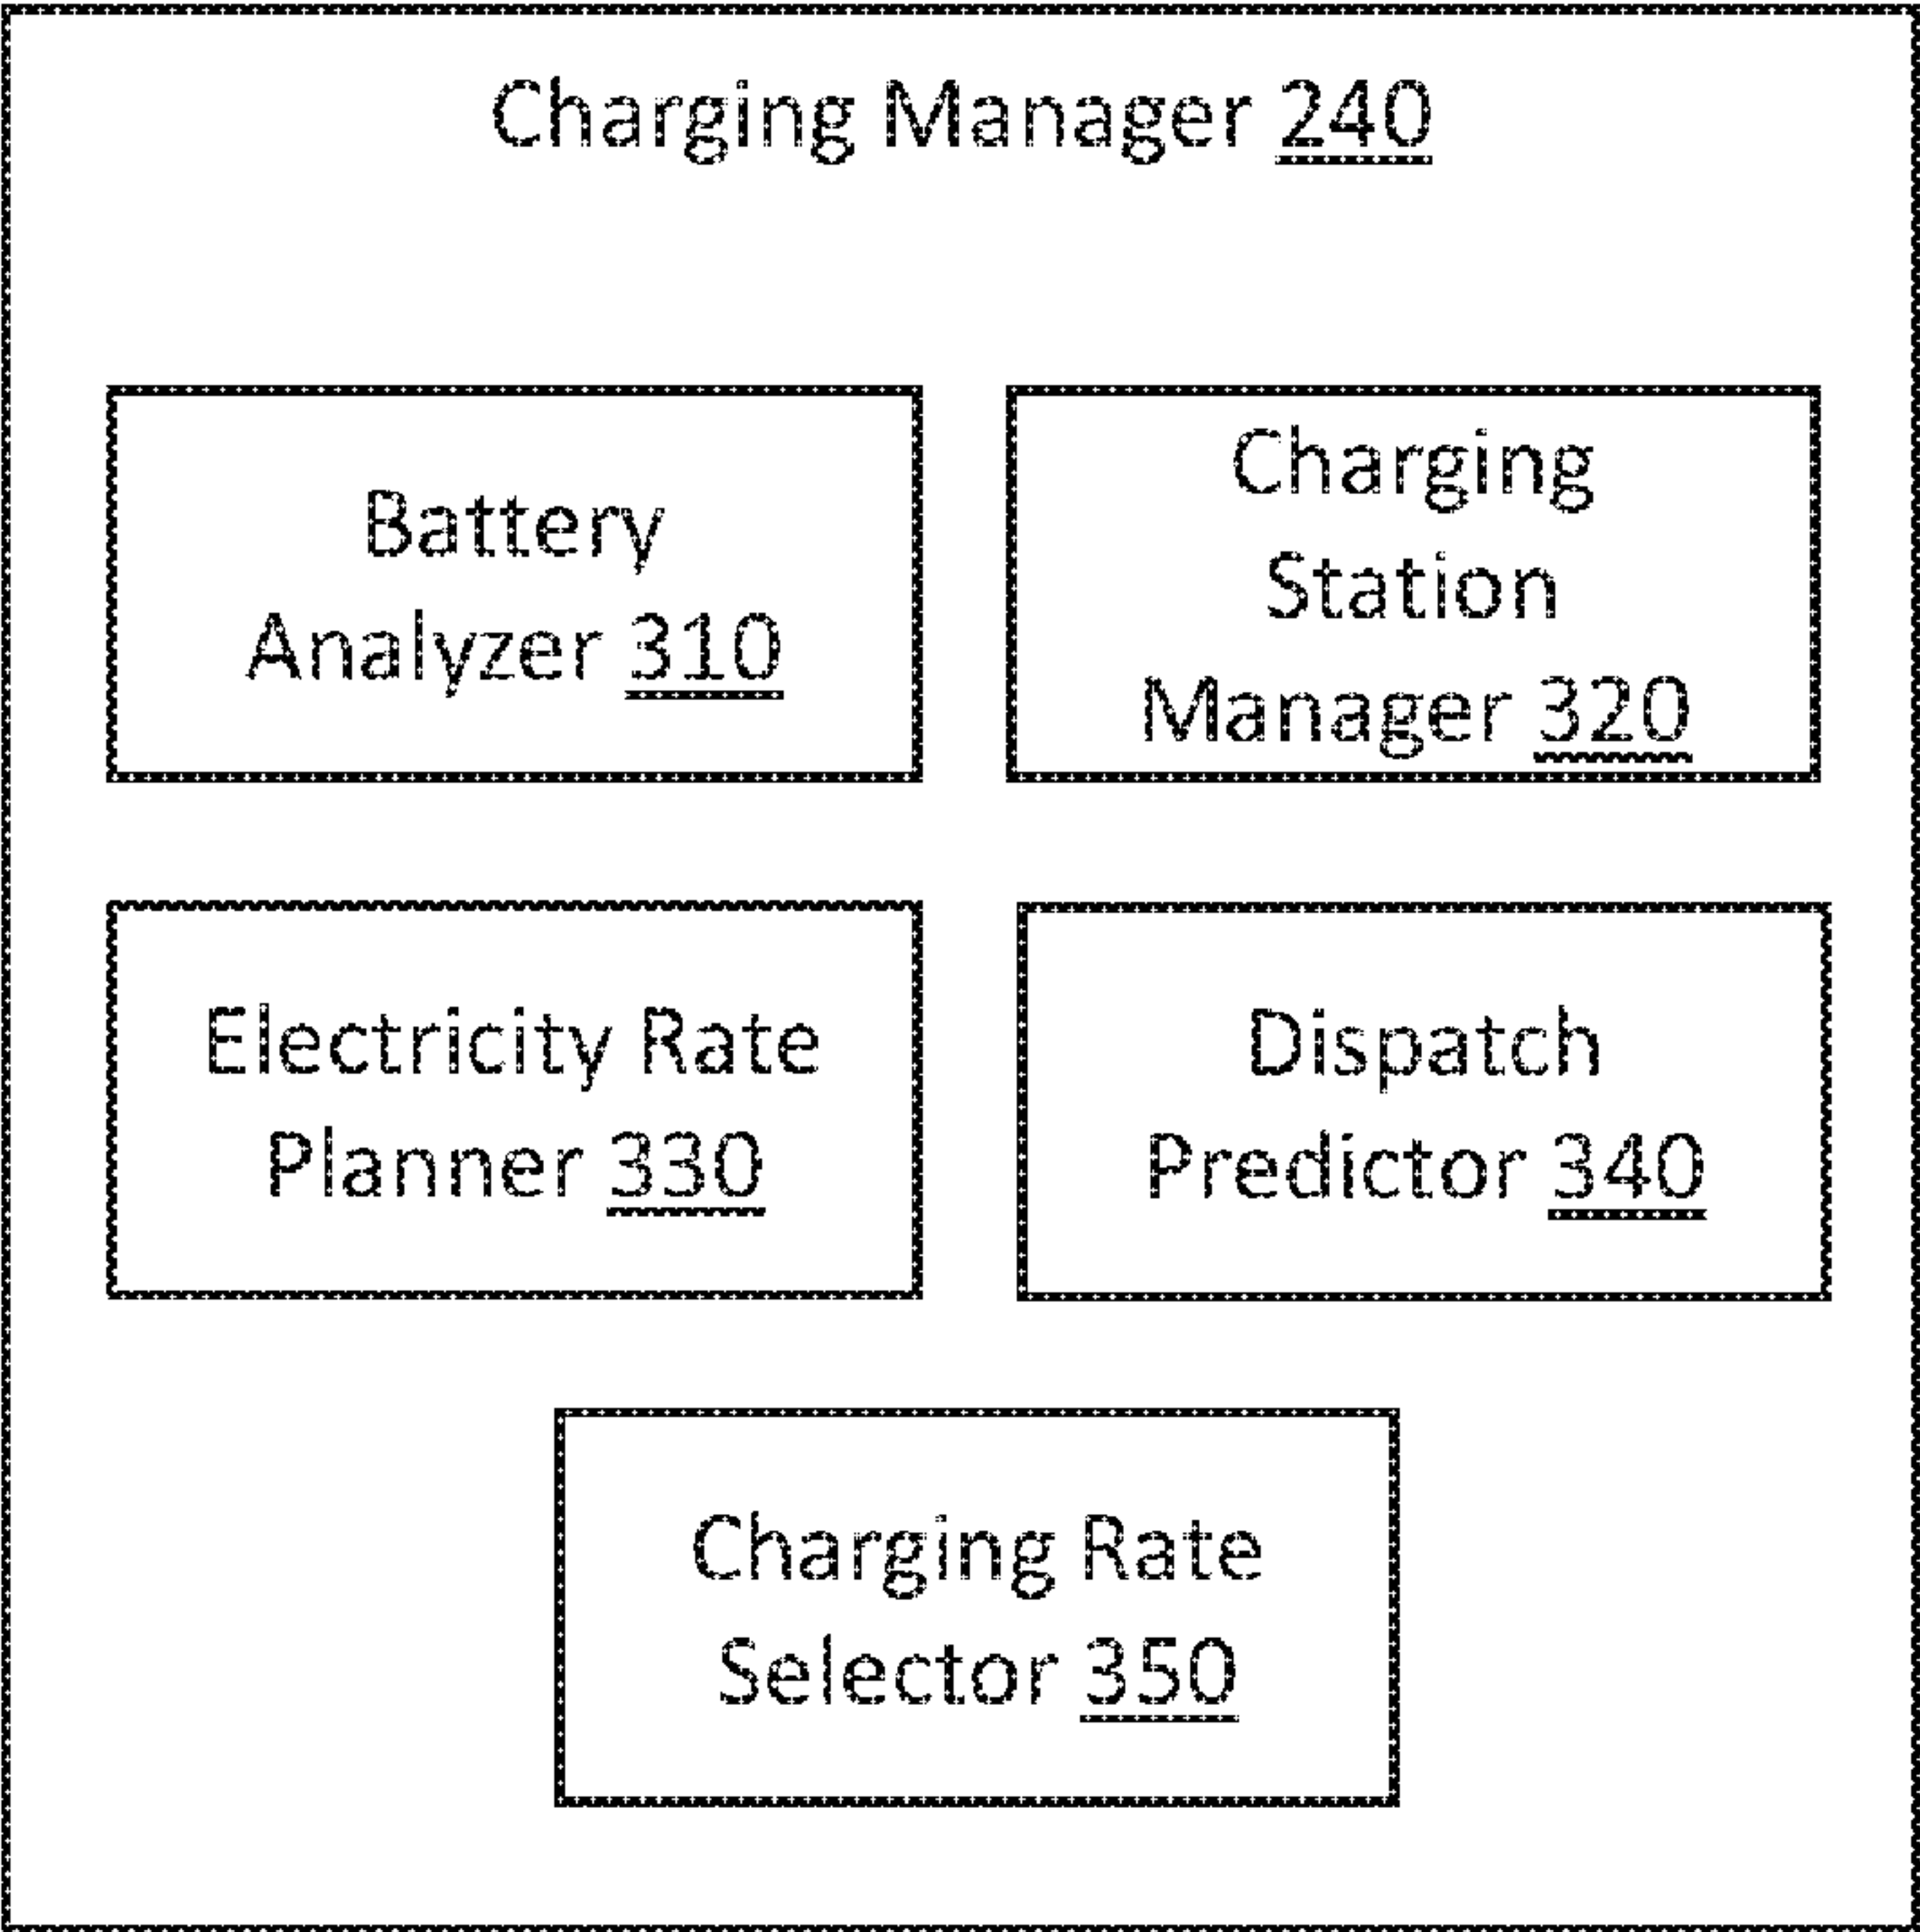 Charging Manager 240
Battery
Analyzer 310
Charging
Station
Manager 320
Electricity Rate
Planner 330
Dispatch
Predictor 340
Charging Rate
Selector 350